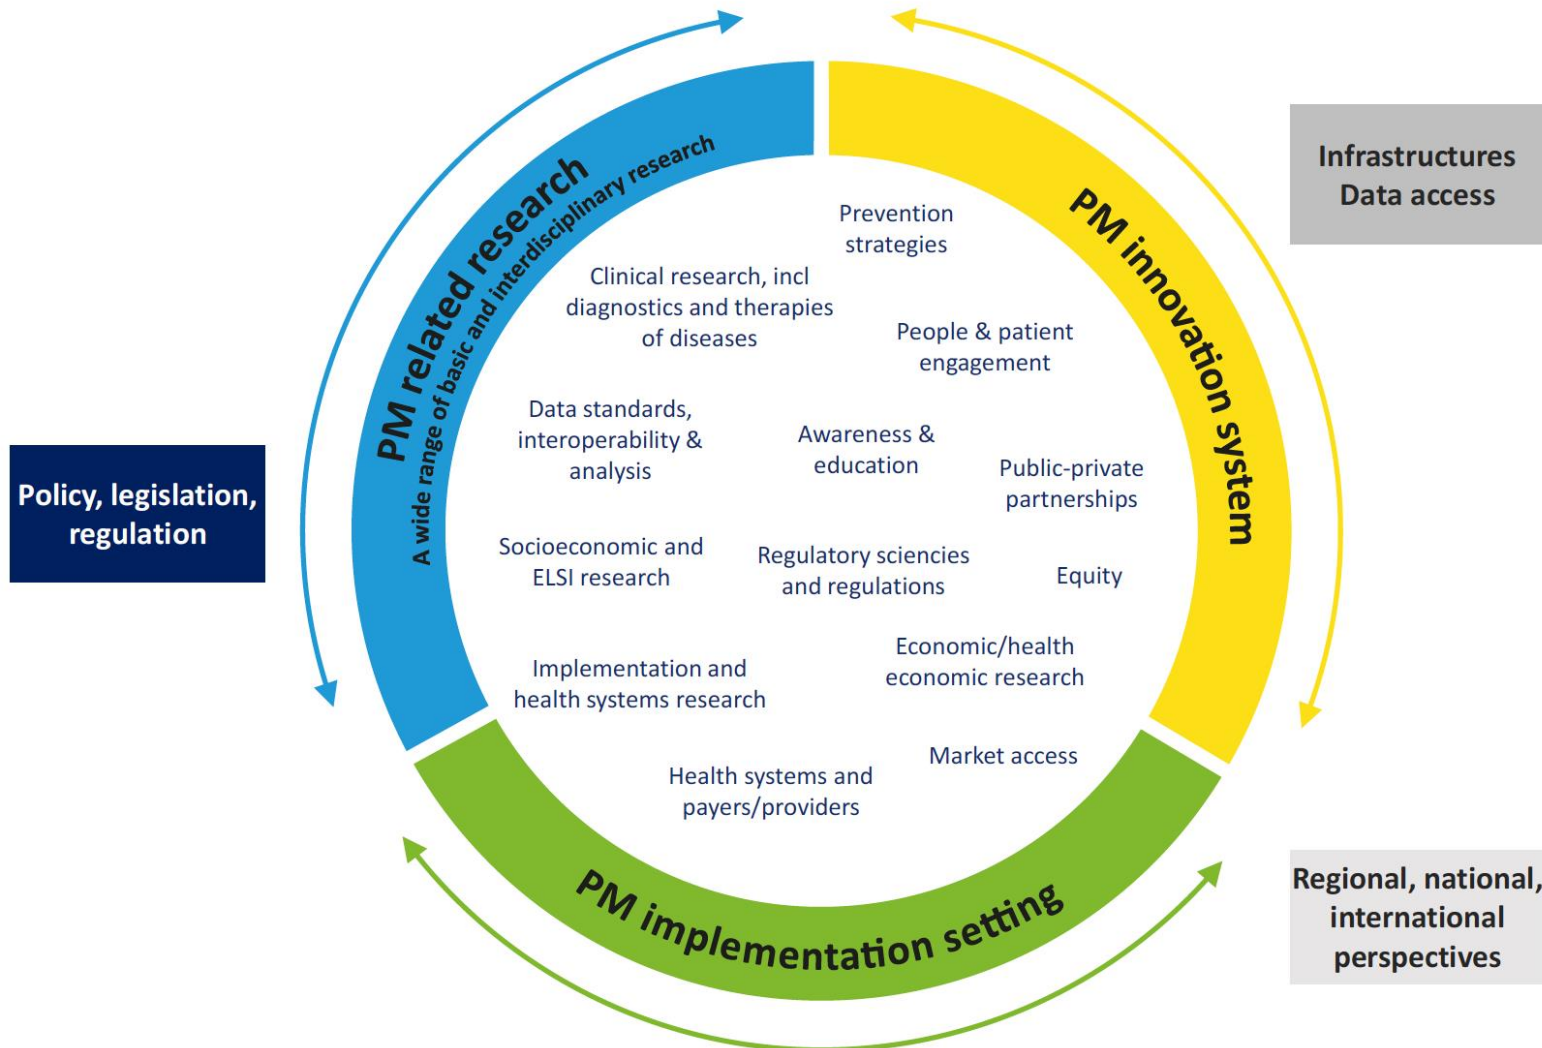 PM related research
A wide range of basic and interdisciplinary research
PM innovation system
PM implementation setting
Policy, legislation,
regulation
Infrastructures
Data access
Regional, national,
international
perspectives
Prevention
strategies
Clinical research, incl
diagnostics and therapies
of diseases
People & patient
engagement
Data standards,
interoperability &
analysis
Awareness &
education
Public-private
partnerships
Socioeconomic and
ELSI research
Regulatory sciencies
and regulations
Equity
Implementation and
health systems research
Economic/health
economic research
Market access
Health systems and
payers/providers